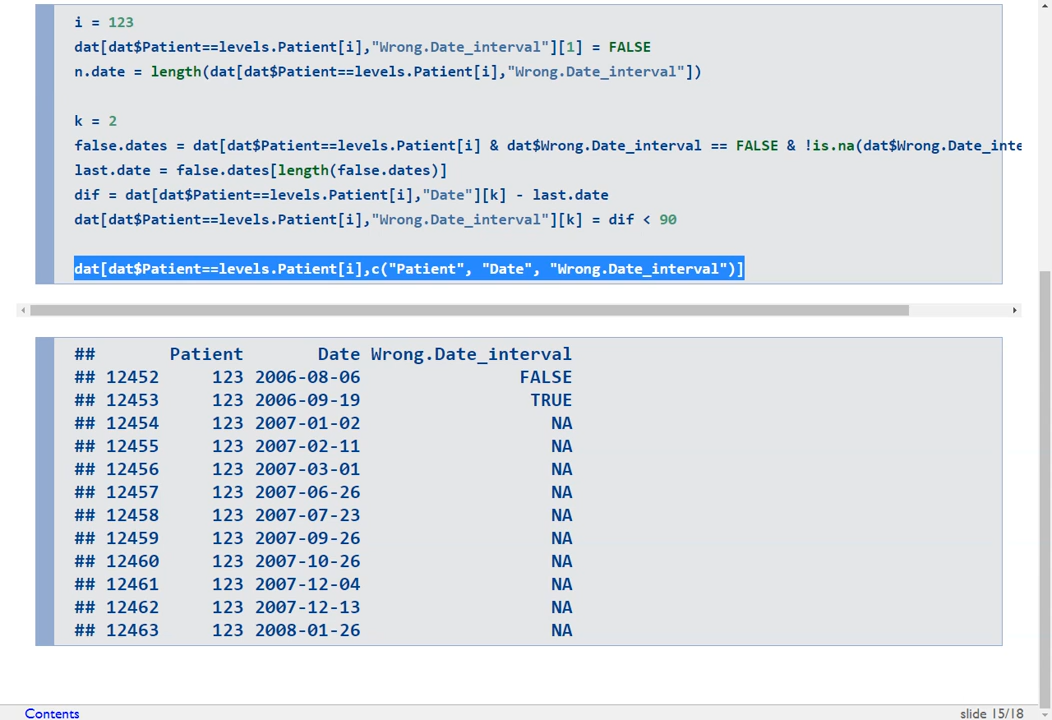 i = 123
dat[dat$Patient==levels.Patient[i],"Wrong.Date_interval"][1] = FALSE
n.date = length(dat[dat$Patient==levels.Patient[i],"Wrong.Date_interval"])
k = 2
false.dates = dat[dat$Patient==levels.Patient[i] & dat$Wrong.Date_interval == FALSE & !is.na(dat$Wrong.Date_inte
last.date = false.dates[length(false.dates)]
dif = dat[dat$Patient==levels.Patient[i],"Date"][k] - last.date
dat[dat$Patient==levels.Patient[i],"Wrong.Date_interval"][k] = dif < 90
dat[dat$Patient==levels.Patient[i],c("Patient", "Date", "Wrong.Date_interval")]
## Patient Date Wrong.Date_interval
## 12452 123 2006-08-06 FALSE
## 12453 123 2006-09-19 TRUE
## 12454 123 2007-01-02 NA
## 12455 123 2007-02-11 NA
## 12456 123 2007-03-01 NA
## 12457 123 2007-06-26 NA
## 12458 123 2007-07-23 NA
## 12459 123 2007-09-26 NA
## 12460 123 2007-10-26 NA
## 12461 123 2007-12-04 NA
## 12462 123 2007-12-13 NA
## 12463 123 2008-01-26 NA
Contents slide 15/18